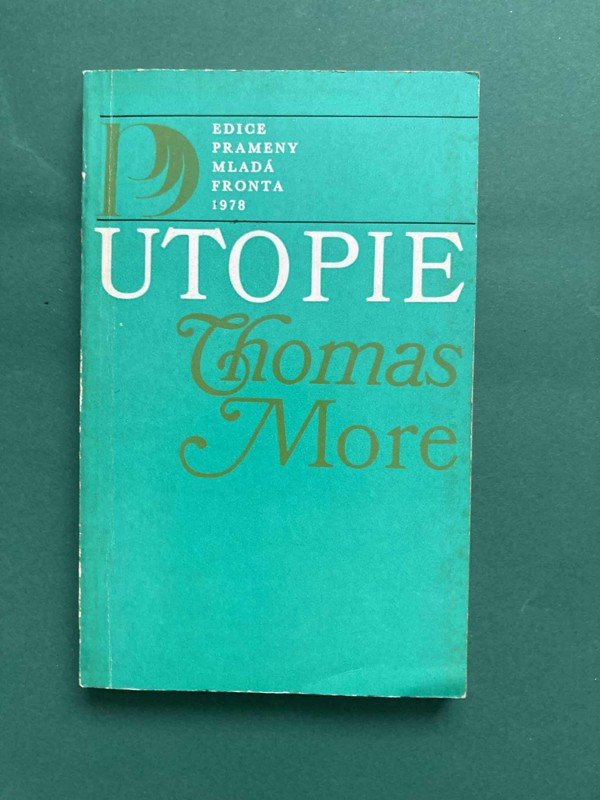 P
EDICE
PRAMENY
MLADÁ
FRONTA
1978
UTOPIE
Thomas
More